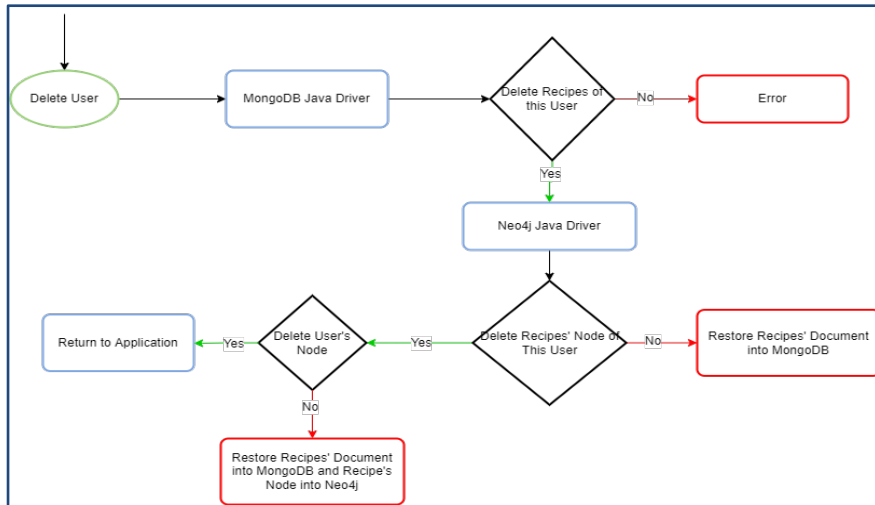 Delete User
MongoDB Java Driver
Delete Recipes of
this User
No
Error
Yes
Neo4j Java Driver
Return to Application
Yes
Delete User's
Node
Yes
Delete Recipes' Node of
This User
No
Restore Recipes' Document
into MongoDB
No
Restore Recipes' Document
into MongoDB and Recipe's
Node into Neo4j